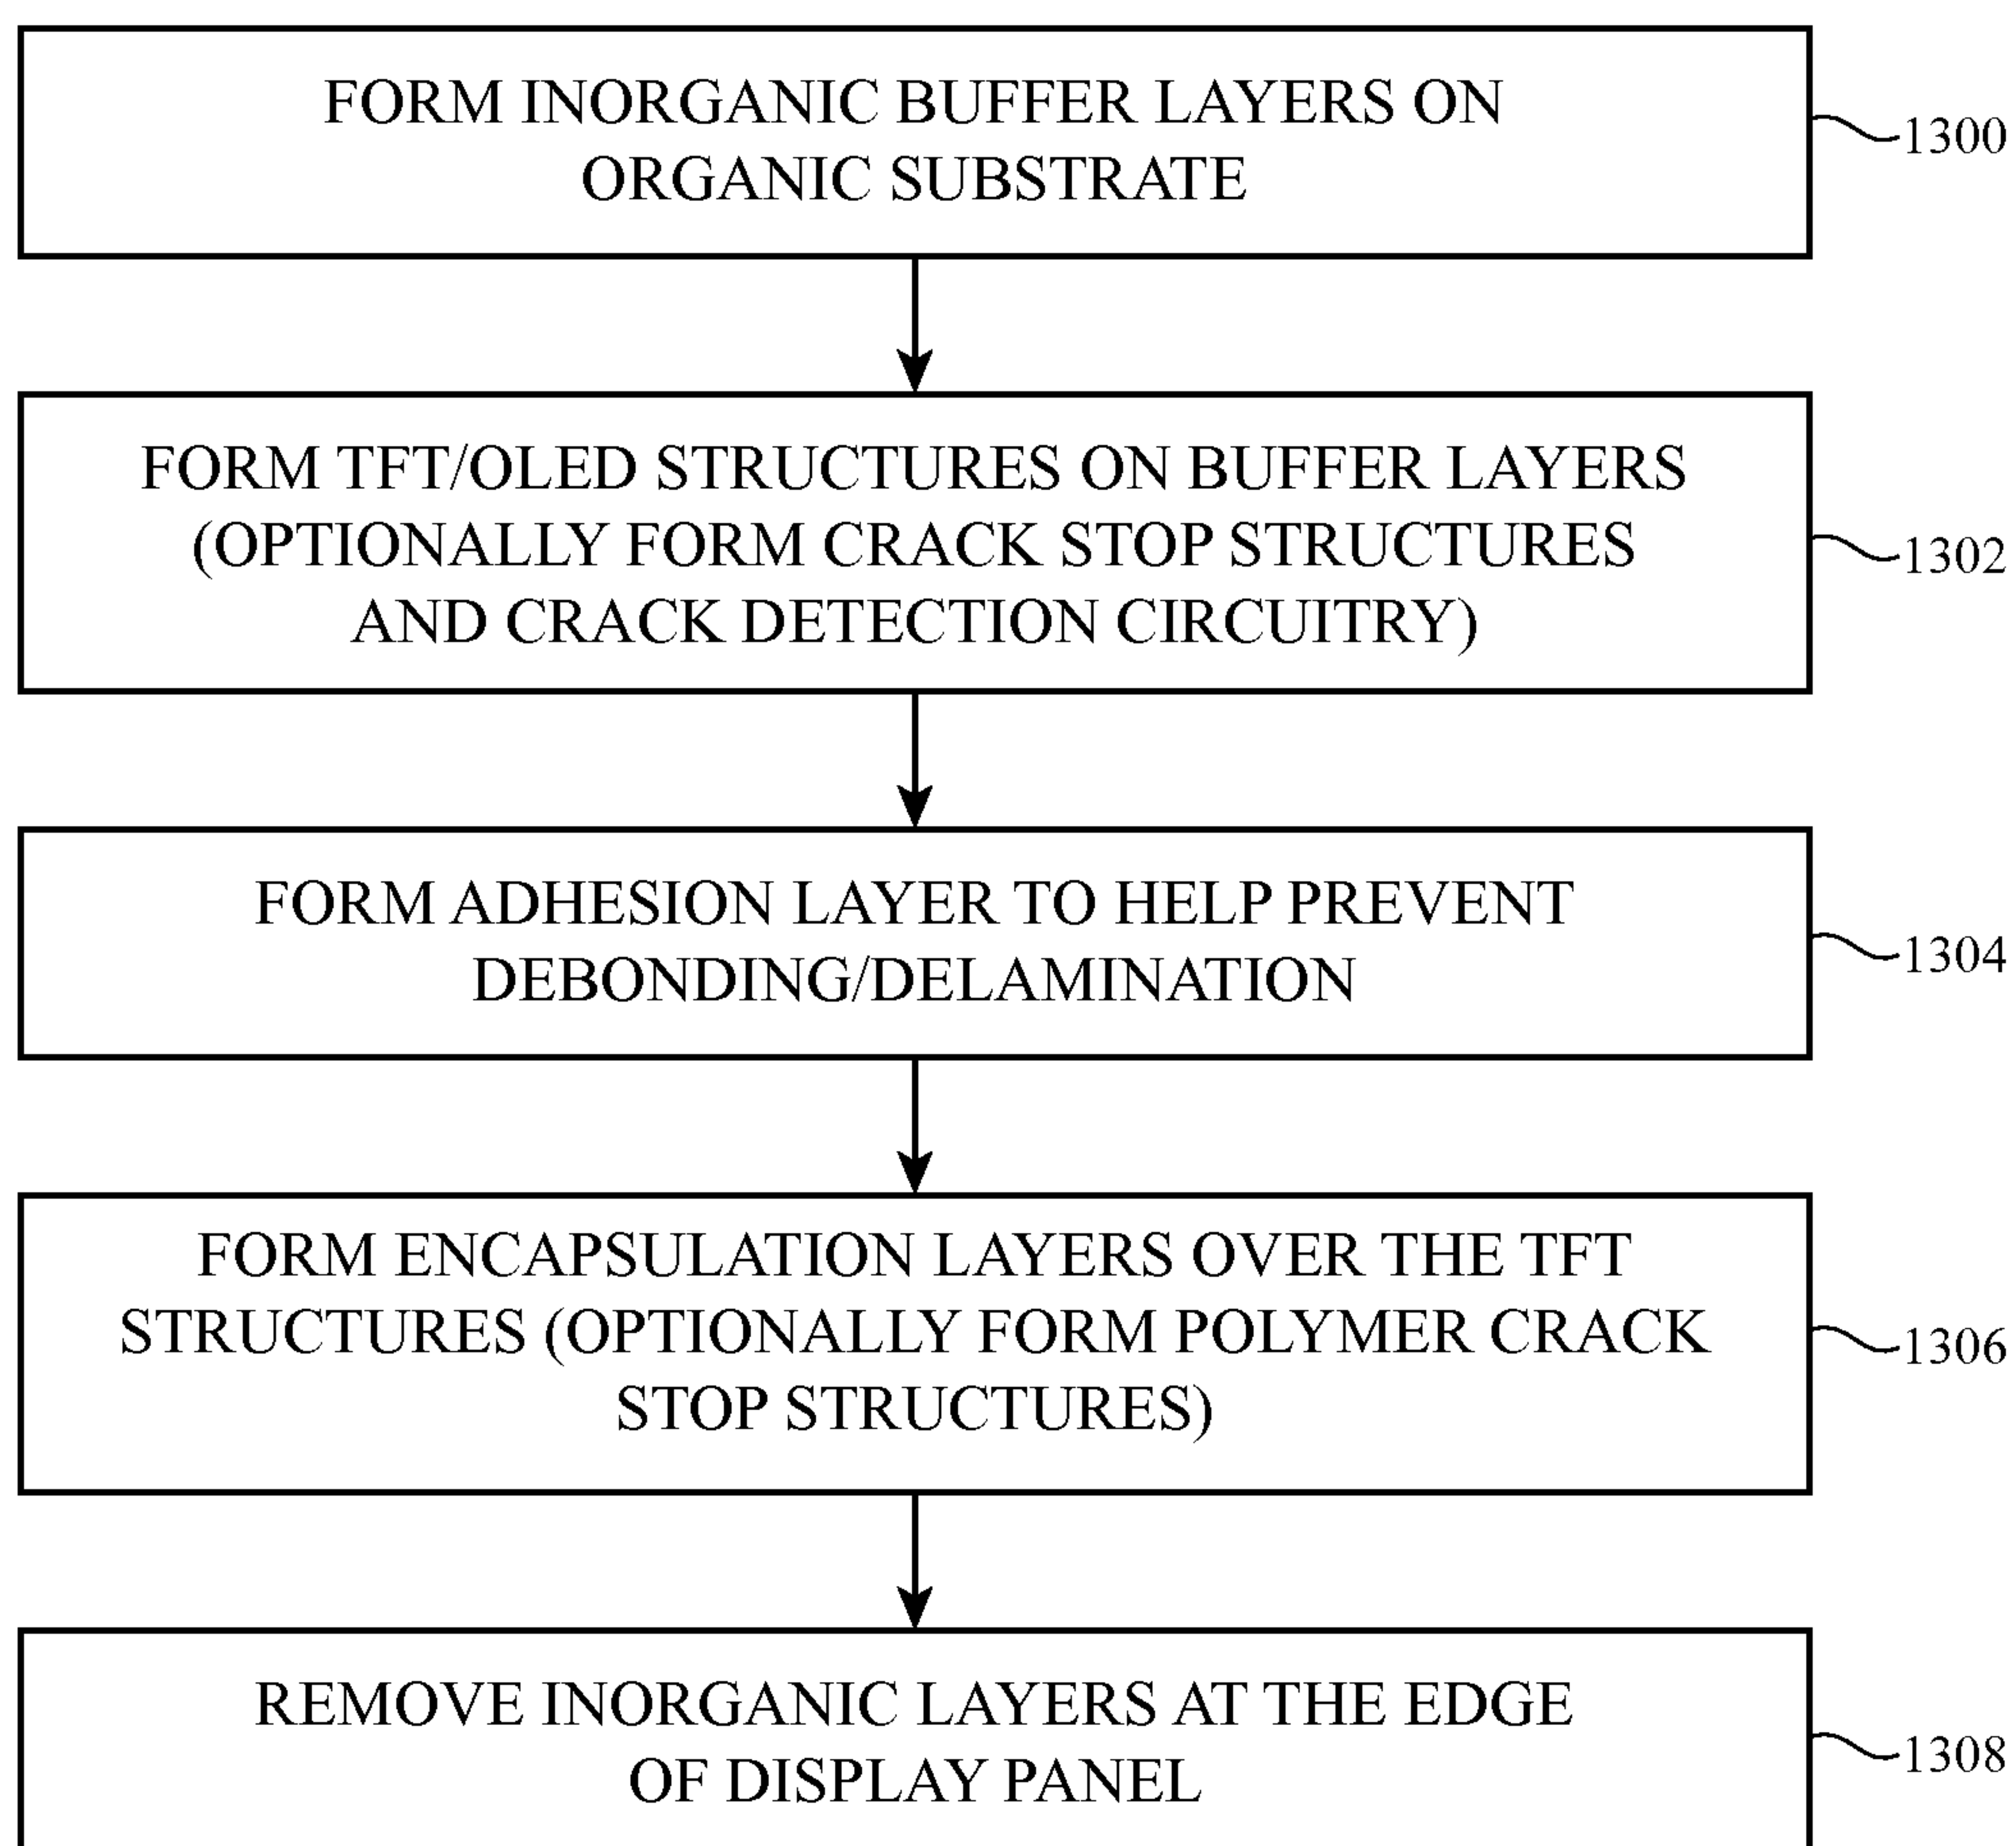 FORM INORGANIC BUFFER LAYERS ON
ORGANIC SUBSTRATE
1300
FORM TFT/OLED STRUCTURES ON BUFFER LAYERS
(OPTIONALLY FORM CRACK STOP STRUCTURES
AND CRACK DETECTION CIRCUITRY)
1302
FORM ADHESION LAYER TO HELP PREVENT
DEBONDING/DELAMINATION
1304
FORM ENCAPSULATION LAYERS OVER THE TFT
STRUCTURES (OPTIONALLY FORM POLYMER CRACK
STOP STRUCTURES)
1306
REMOVE INORGANIC LAYERS AT THE EDGE
OF DISPLAY PANEL
1308